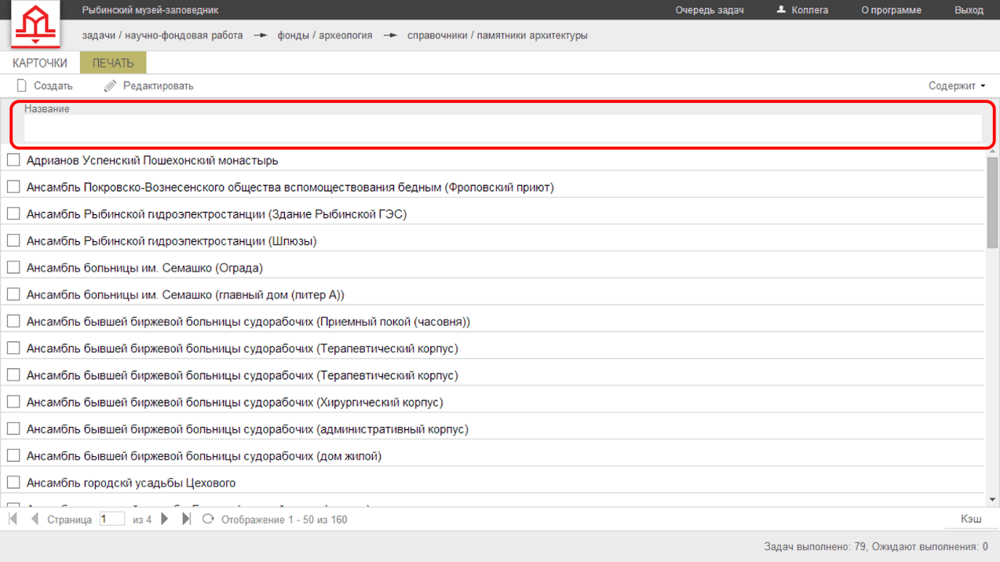 Рыбинский музей-заповедник Очередь задач Коллега О программе Выход
задачи / научно-фондовая работа фонды / археология справочники / памятники архитектуры
КАРТОЧКИ ПЕЧАТЬ
Создать Редактировать Содержит
Название
Адрианов Успенский Пошехонский монастырь
Ансамбль Покровско-Вознесенского общества вспомоществования бедным (Фроловский приют)
Ансамбль Рыбинской гидроэлектростанции (Здание Рыбинской ГЭС)
Ансамбль Рыбинской гидроэлектростанции (Шлюзы)
Ансамбль больницы им. Семашко (Ограда)
Ансамбль больницы им. Семашко (главный дом (литер А))
Ансамбль бывшей биржевой больницы судорабочих (Приемный покой (часовня))
Ансамбль бывшей биржевой больницы судорабочих (Терапевтический корпус)
Ансамбль бывшей биржевой больницы судорабочих (Терапевтический корпус)
Ансамбль бывшей биржевой больницы судорабочих (Хирургический корпус)
Ансамбль бывшей биржевой больницы судорабочих (административный корпус)
Ансамбль бывшей биржевой больницы судорабочих (дом жилой)
Ансамбль городскй усадьбы Цехового
Страница 1 из 4 Отображение 1 - 50 из 160 Кэш
Задач выполнено: 79, Ожидают выполнения: 0